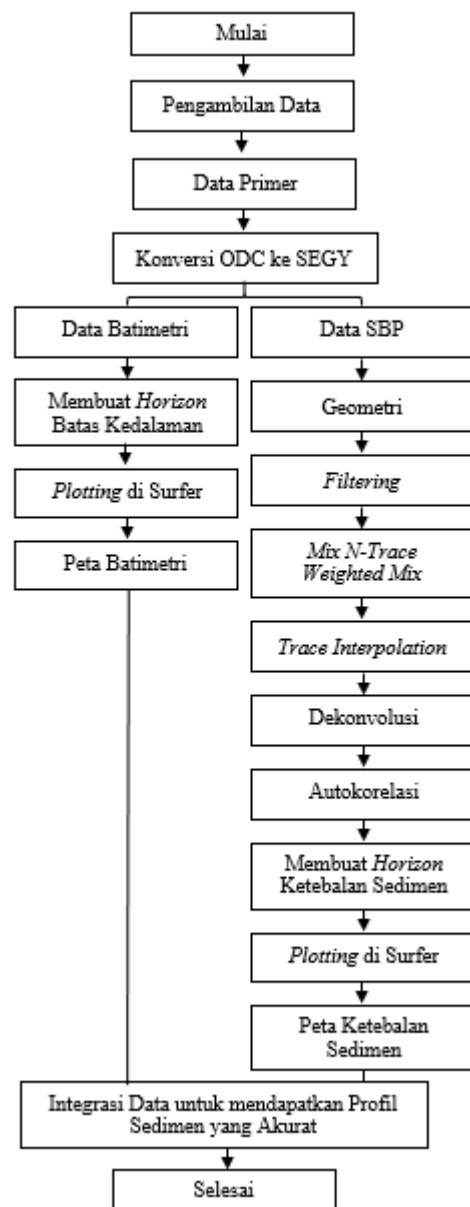 Mulai
Pengambilan Data
Data Primer
Konversi ODC ke SEGY
Data Batimetri
Membuat Horizon
Batas Kedalaman
Plotting di Surfer
Peta Batimetri
Data SBP
Geometri
Filtering
Mix N-Trace
Weighted Mix
Trace Interpolation
Dekonvolusi
Autokorelasi
Membuat Horizon
Ketebalan Sedimen
Plotting di Surfer
Peta Ketebalan
Sedimen
Integrasi Data untuk mendapatkan Profil
Sedimen yang Akurat
Selesai